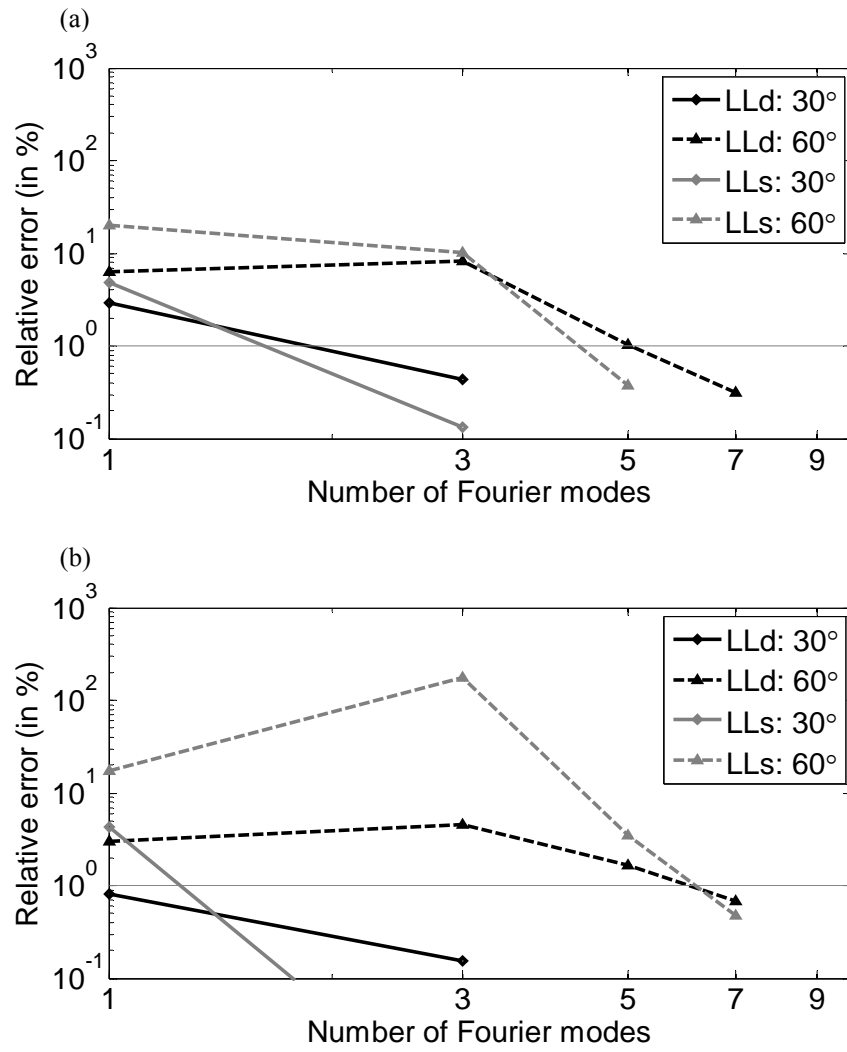 (a)
10^3
10^2
10^1
10^0
10^-1
Relative error (in %)
LLd: 30°
LLd: 60°
LLs: 30°
LLs: 60°
1 3 5 7 9
Number of Fourier modes
(b)
10^3
10^2
10^1
10^0
10^-1
Relative error (in %)
LLd: 30°
LLd: 60°
LLs: 30°
LLs: 60°
1 3 5 7 9
Number of Fourier modes